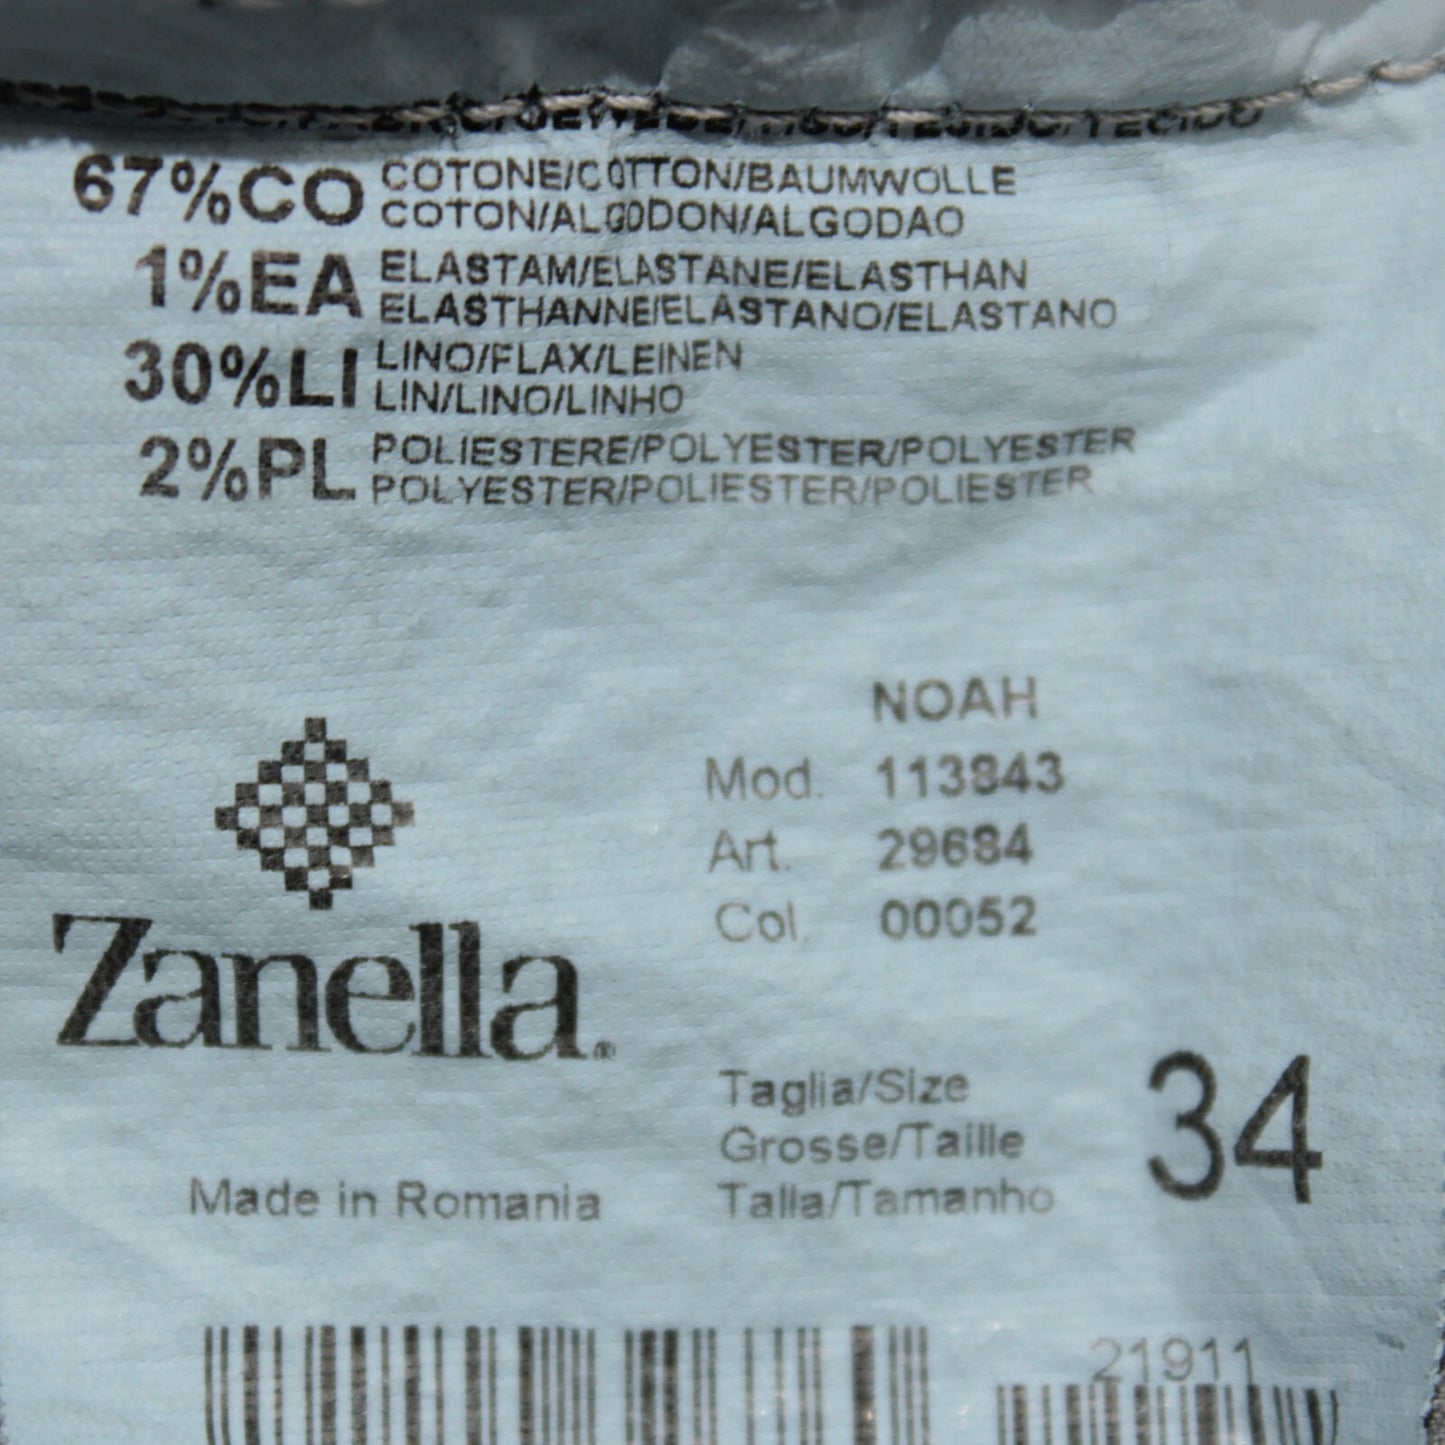 67%CO COTONE/COTTON/BAUMWOLLE
COTON/ALGODON/ALGODAO
1%EA ELASTAM/ELASTANE/ELASTHAN
ELASTHANNE/ELASTANO/ELASTANO
30%LI LINO/FLAX/LEINEN
LIN/LINO/LINHO
2%PL POLIESTERE/POLYESTER/POLYESTER
POLYESTER/POLIESTER/POLIESTER
NOAH
Mod. 113843
Art. 29684
Col. 00052
Zanella®
Taglia/Size
Grosse/Taille
Talla/Tamanho
34
Made in Romania
21911